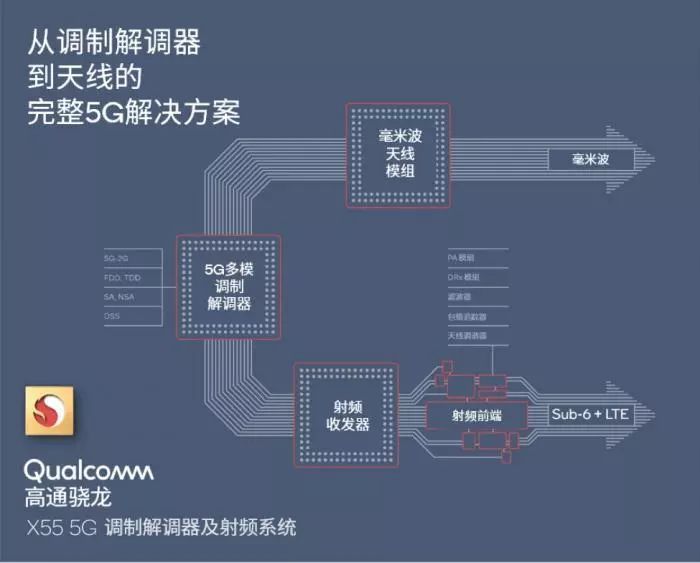 从调制解调器
到天线的
完整5G解决方案
毫米波
天线
模组
毫米波
5G-2G
FDD, TDD
SA, NSA
DSS
5G多模
调制
解调器
PA 模组
DRx 模组
滤波器
包络追踪器
天线调谐器
射频
收发器
射频前端
Sub-6 + LTE
Qualcomm
高通骁龙
X55 5G 调制解调器及射频系统